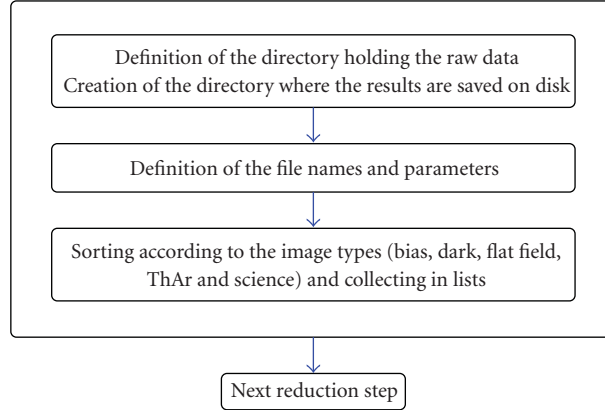 Definition of the directory holding the raw data
Creation of the directory where the results are saved on disk
Definition of the file names and parameters
Sorting according to the image types (bias, dark, flat field,
ThAr and science) and collecting in lists
Next reduction step